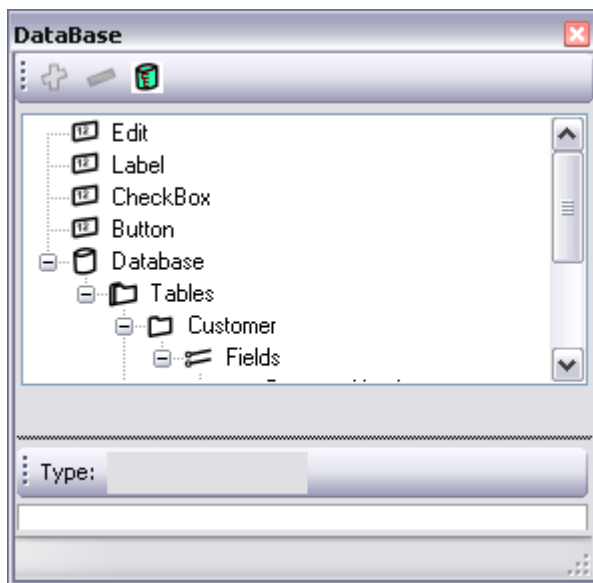 DataBase
Edit
Label
CheckBox
Button
Database
Tables
Customer
Fields
Type: